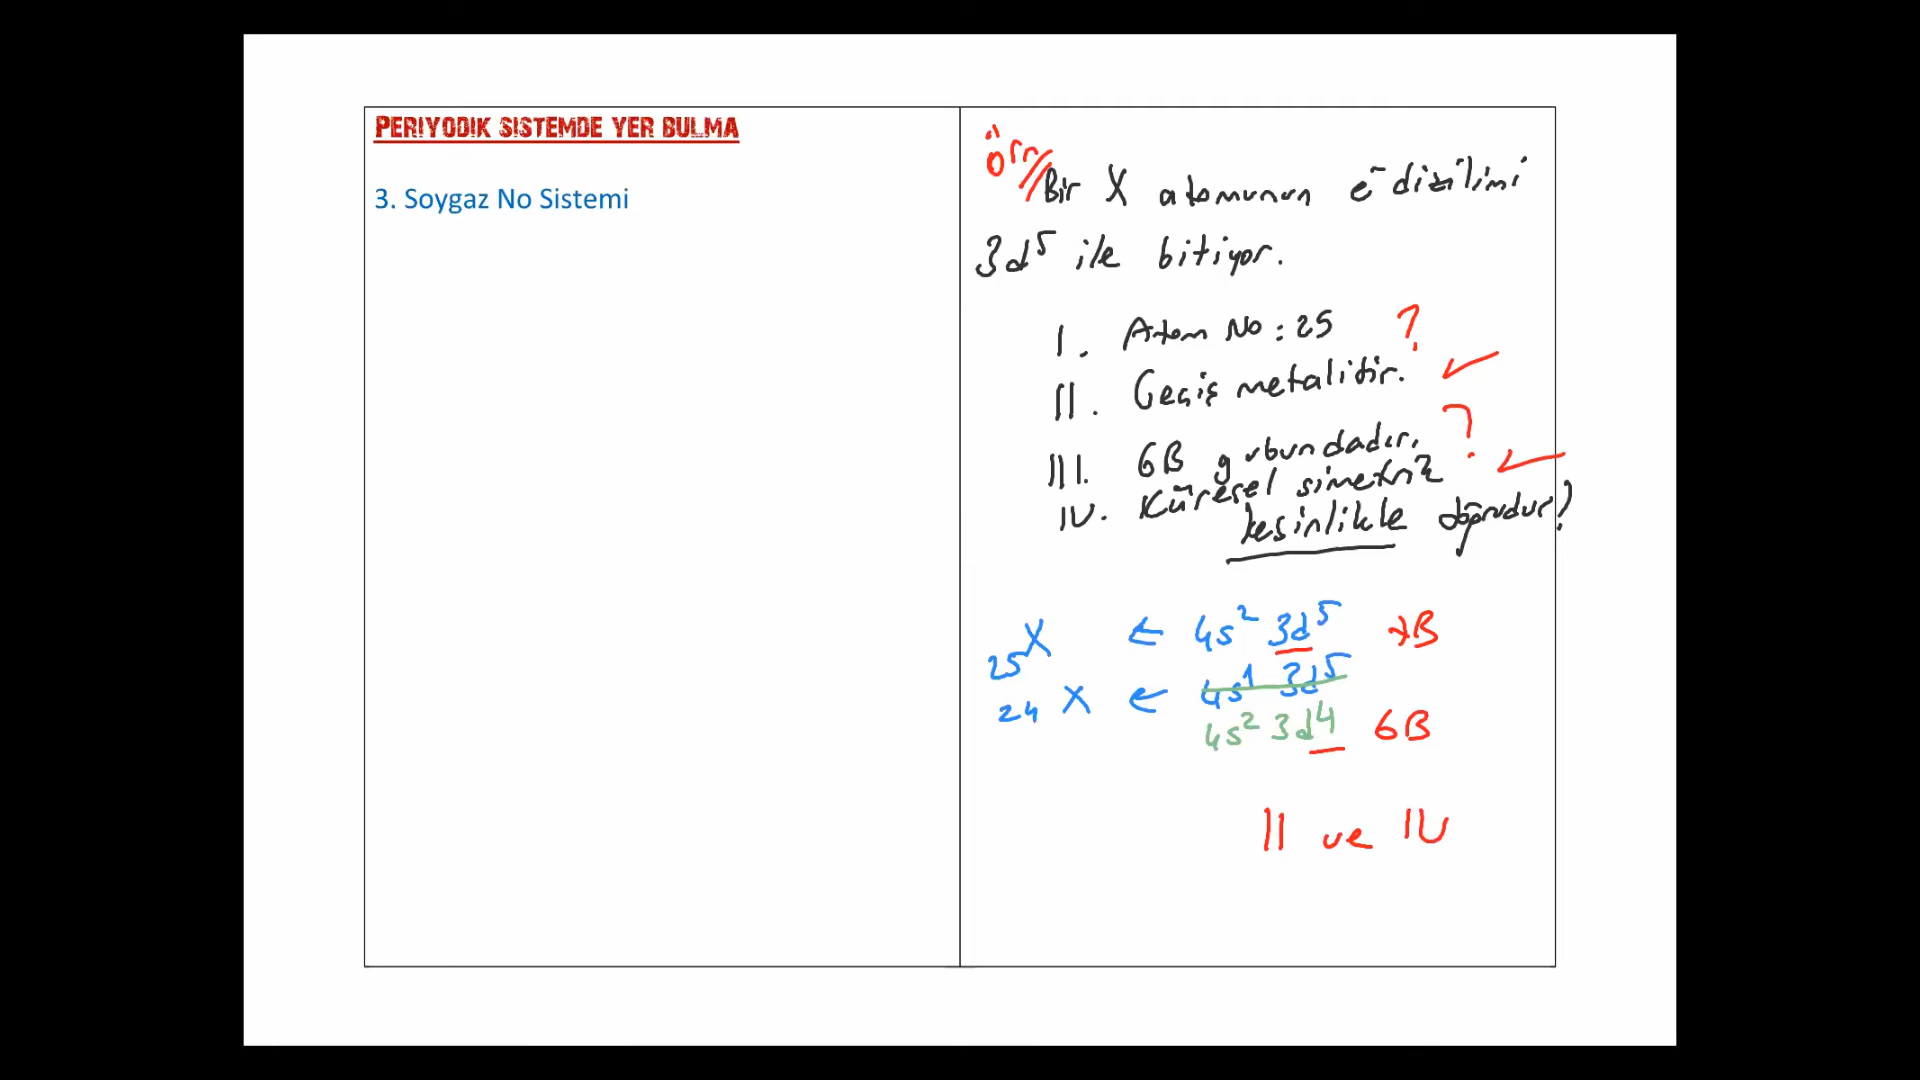 PERİYODİK SİSTEMDE YER BULMA
3. Soygaz No Sistemi
Örn// Bir X atomunun e⁻ dizilimi
3d⁵ ile bitiyor.
I. Atom No : 25 ?
II. Geçiş metalidir. ✓
III. 6B grubundadır. ?
IV. Küresel simetrik ✓
kesinlikle doğrudur?
₂₅X ← 4s² 3d⁵ 7B
₂₄X ← 4s¹ 3d⁵
4s² 3d⁴ 6B
II ve IV